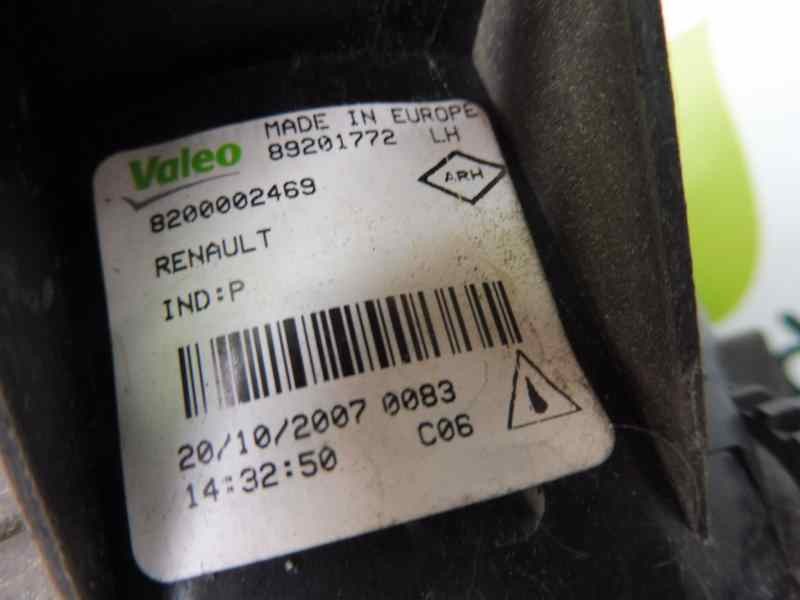 Valeo MADE IN EUROPE
89201772 LH
8200002469 ARH
RENAULT
IND:P
20/10/2007 0083
14:32:50 C06